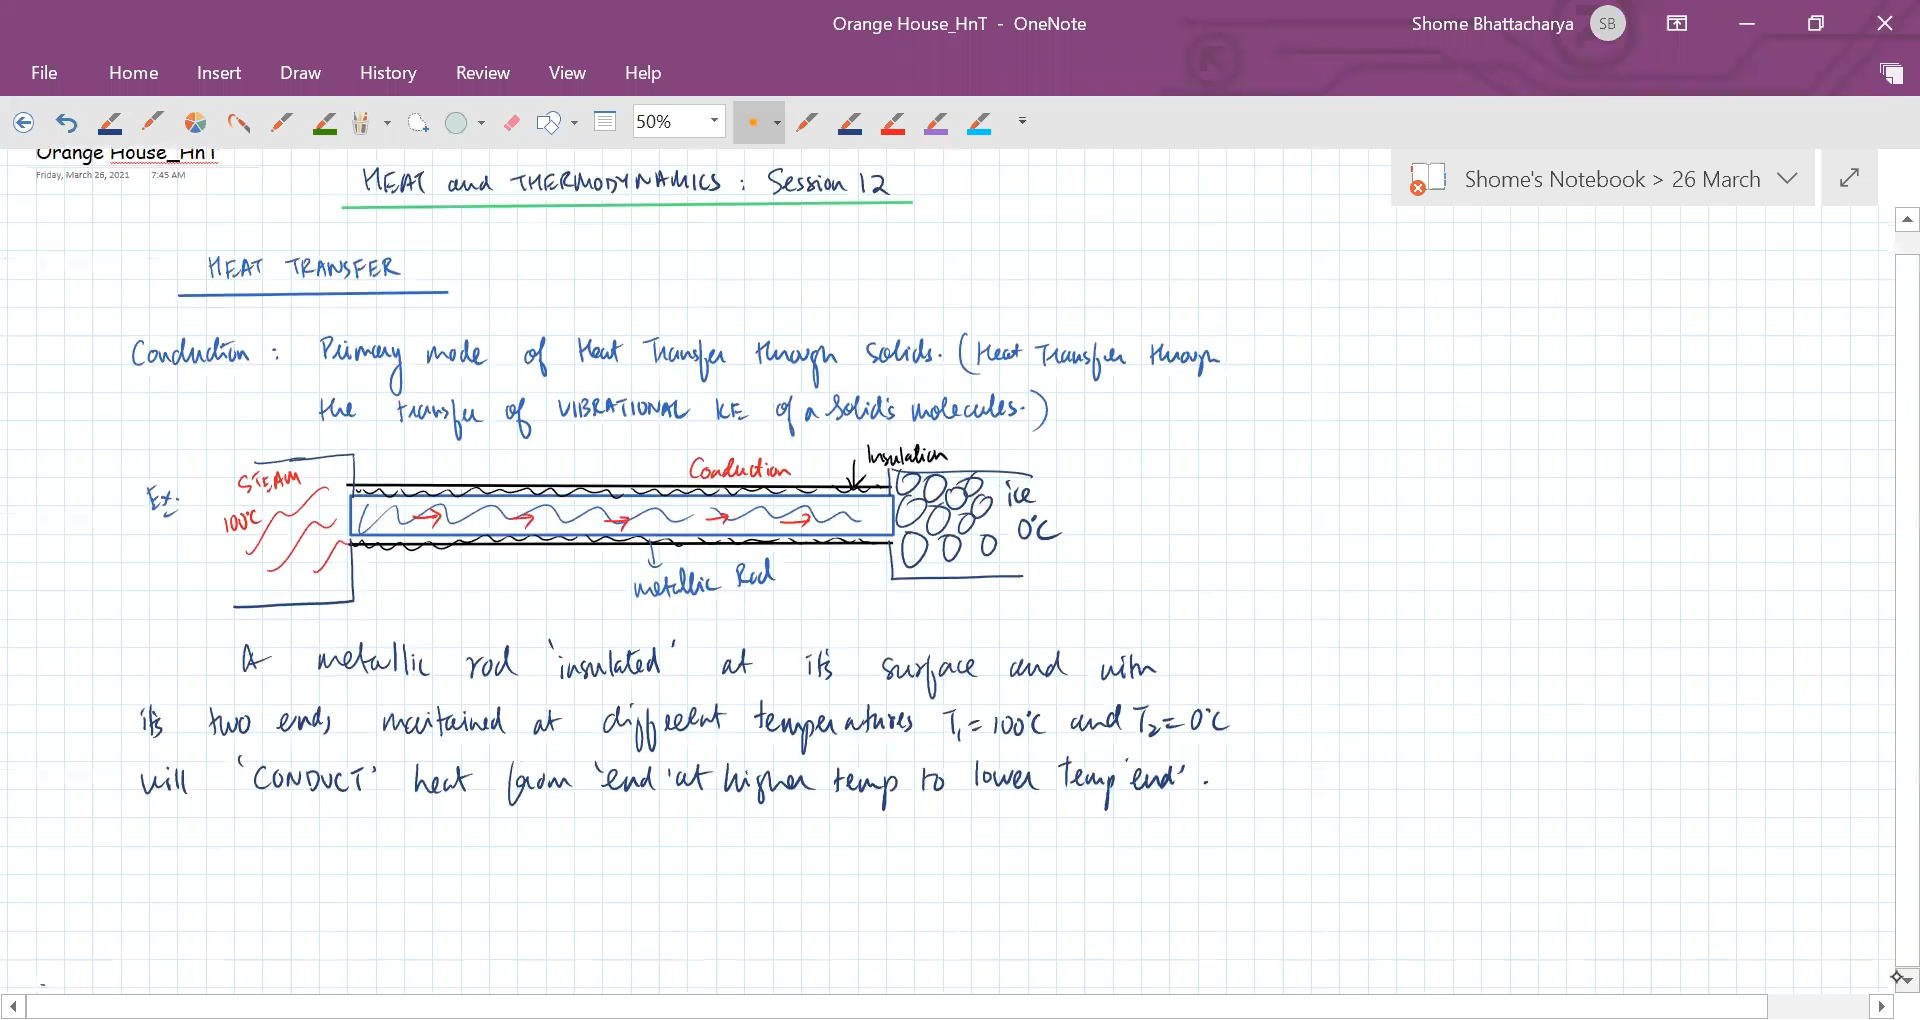 Orange House_HnT - OneNote
Shome Bhattacharya SB
File Home Insert Draw History Review View Help
50%
Orange House_HnT
Friday, March 26, 2021 7:45 AM
Shome's Notebook > 26 March
HEAT and THERMODYNAMICS : Session 12
HEAT TRANSFER
Conduction : Primary mode of Heat Transfer through Solids. (Heat Transfer through
the transfer of VIBRATIONAL KE of a solid's molecules.)
Ex.
STEAM
100°C
Conduction
Insulation
ice
0°C
metallic Rod
A metallic rod 'insulated' at it's surface and with
it's two ends maitained at different temperatures T1 = 100°C and T2 = 0°C
will 'CONDUCT' heat from 'end' at higher temp to lower temp 'end'.